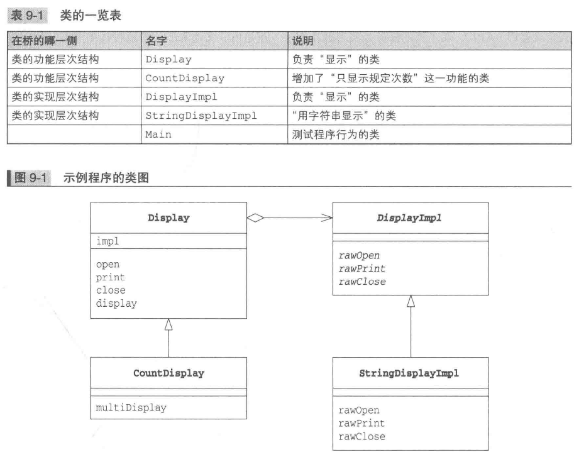 表 9-1 类的一览表
在桥的哪一侧 名字 说明
类的功能层次结构 Display 负责“显示”的类
类的功能层次结构 CountDisplay 增加了“只显示规定次数”这一功能的类
类的实现层次结构 DisplayImpl 负责“显示”的类
类的实现层次结构 StringDisplayImpl “用字符串显示”的类
Main 测试程序行为的类
图 9-1 示例程序的类图
Display
impl
open
print
close
display
DisplayImpl
rawOpen
rawPrint
rawClose
CountDisplay
multiDisplay
StringDisplayImpl
rawOpen
rawPrint
rawClose